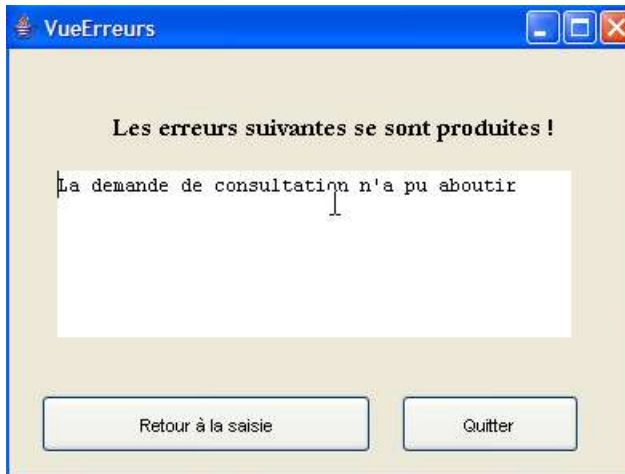 VueErreurs
Les erreurs suivantes se sont produites !
La demande de consultation n'a pu aboutir
Retour à la saisie
Quitter